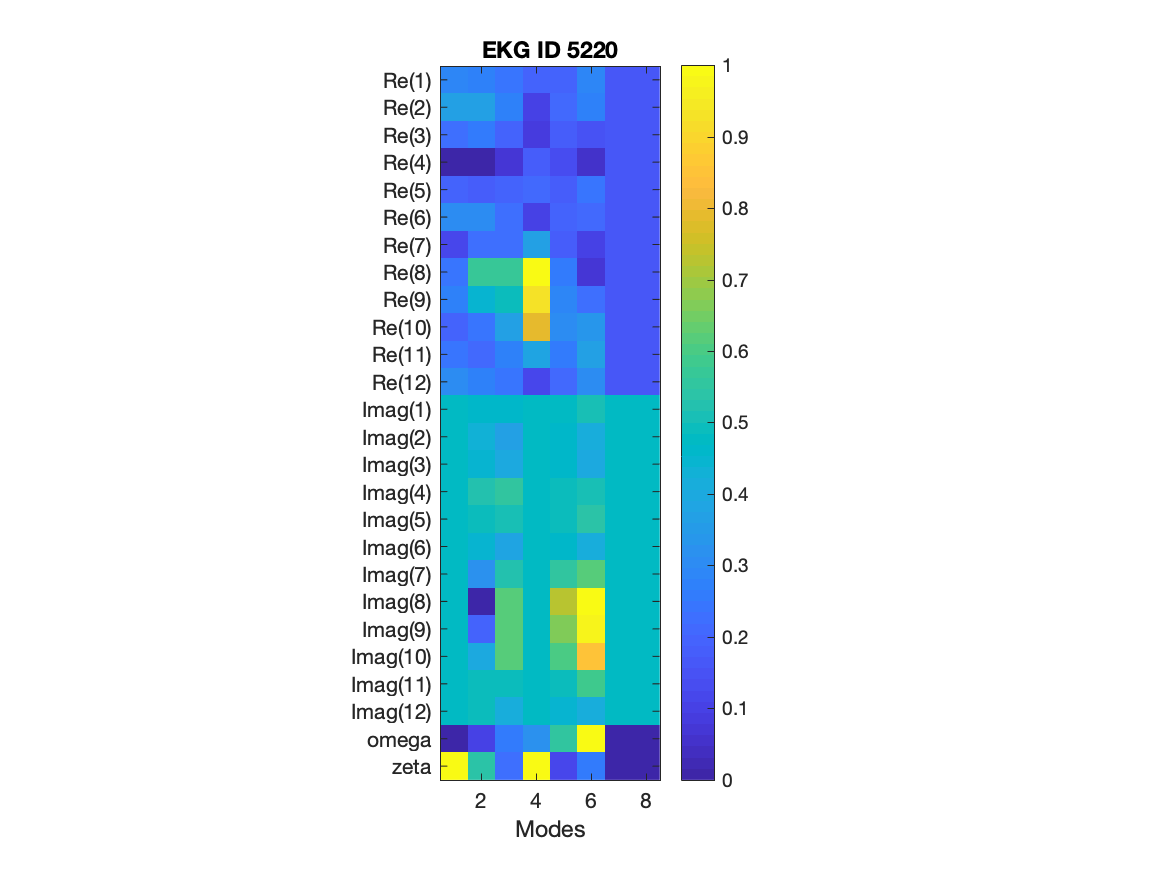 EKG ID 5220
Re(1)
Re(2)
Re(3)
Re(4)
Re(5)
Re(6)
Re(7)
Re(8)
Re(9)
Re(10)
Re(11)
Re(12)
Imag(1)
Imag(2)
Imag(3)
Imag(4)
Imag(5)
Imag(6)
Imag(7)
Imag(8)
Imag(9)
Imag(10)
Imag(11)
Imag(12)
omega
zeta
2 4 6 8
Modes
1
0.9
0.8
0.7
0.6
0.5
0.4
0.3
0.2
0.1
0